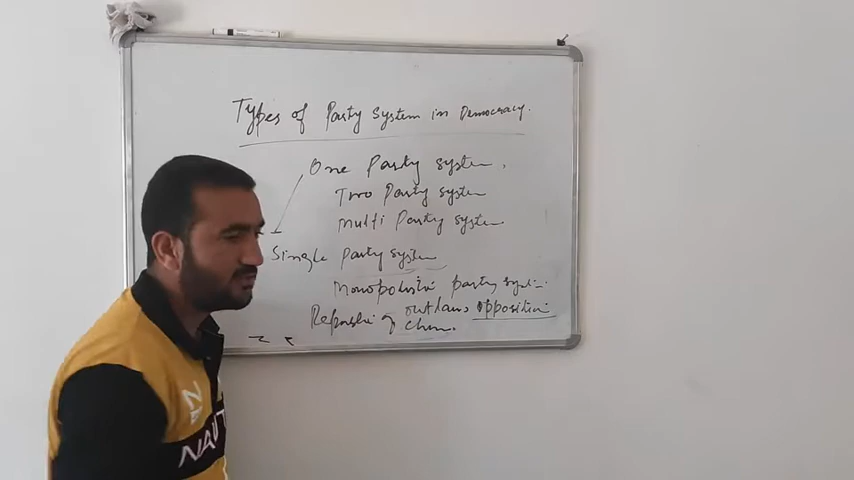 Types of Party System in Democracy.
One Party System.
Two Party System
Multi Party System
Single Party System
Monopolistic party System
outlaws opposition
Republic of
NAUT